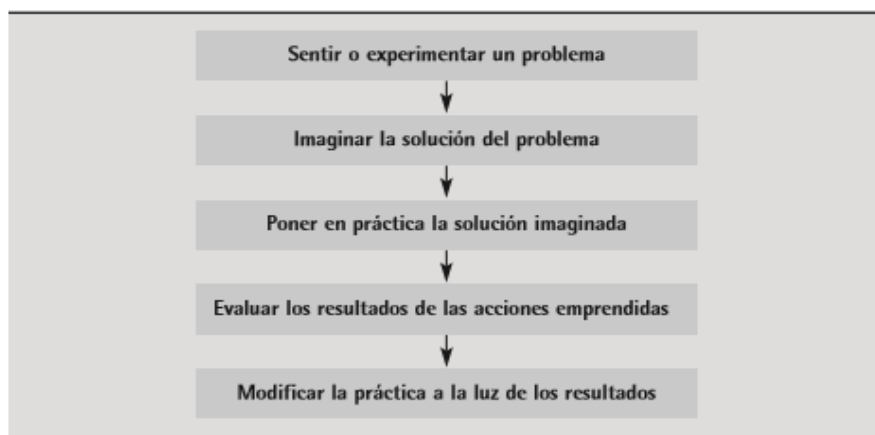 Sentir o experimentar un problema
Imaginar la solución del problema
Poner en práctica la solución imaginada
Evaluar los resultados de las acciones emprendidas
Modificar la práctica a la luz de los resultados